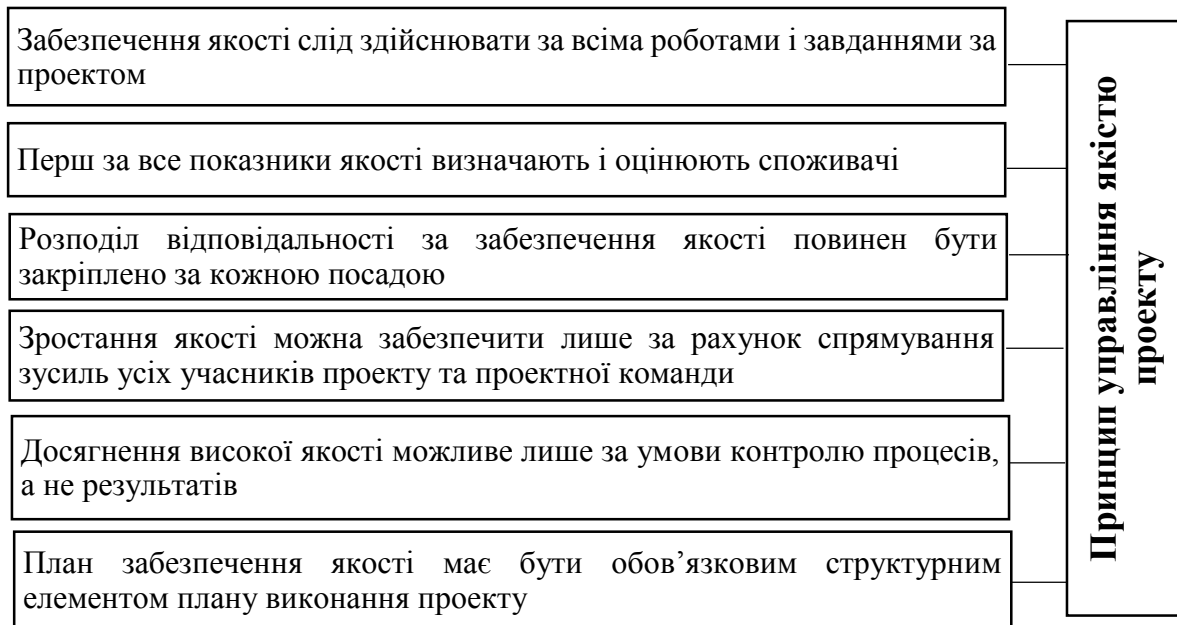 Забезпечення якості слід здійснювати за всіма роботами і завданнями за
проектом
Перш за все показники якості визначають і оцінюють споживачі
Розподіл відповідальності за забезпечення якості повинен бути
закріплено за кожною посадою
Зростання якості можна забезпечити лише за рахунок спрямування
зусиль усіх учасників проекту та проектної команди
Досягнення високої якості можливе лише за умови контролю процесів,
а не результатів
План забезпечення якості має бути обов’язковим структурним
елементом плану виконання проекту
Принцип управління якістю
проекту